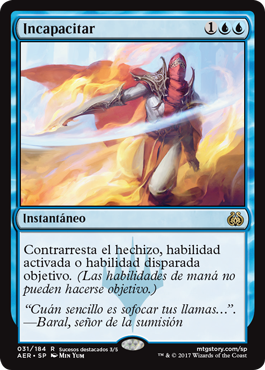 Incapacitar 1
Instantáneo
Contrarresta el hechizo, habilidad
activada o habilidad disparada
objetivo. (Las habilidades de maná no
pueden hacerse objetivo.)
“Cuán sencillo es sofocar tus llamas...”.
—Baral, señor de la sumisión
031/184 R Sucesos destacados 3/5 mtgstory.com/sp
AER • SP Min Yum ™ & © 2017 Wizards of the Coast